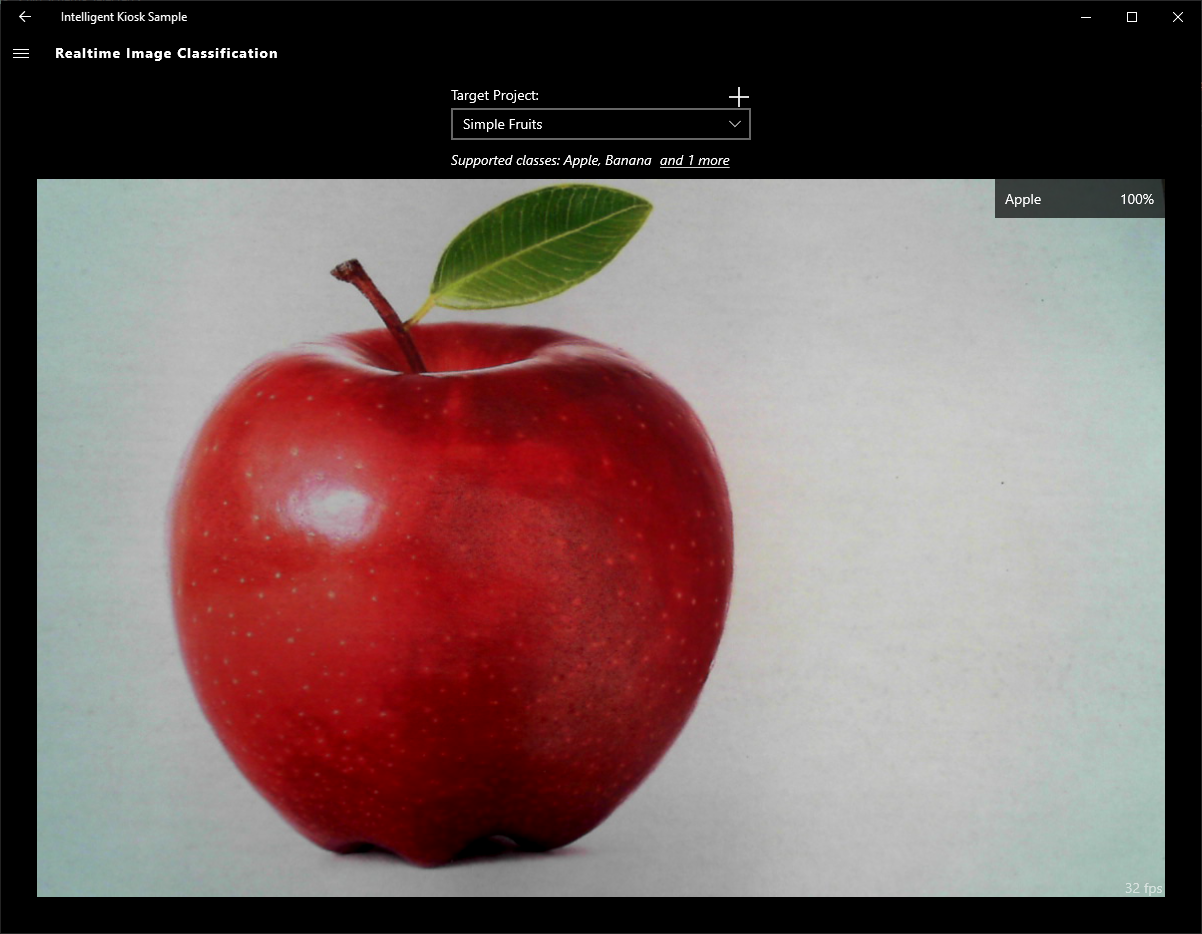 Intelligent Kiosk Sample
Realtime Image Classification
Target Project:
Simple Fruits
Supported classes: Apple, Banana and 1 more
Apple 100%
32 fps